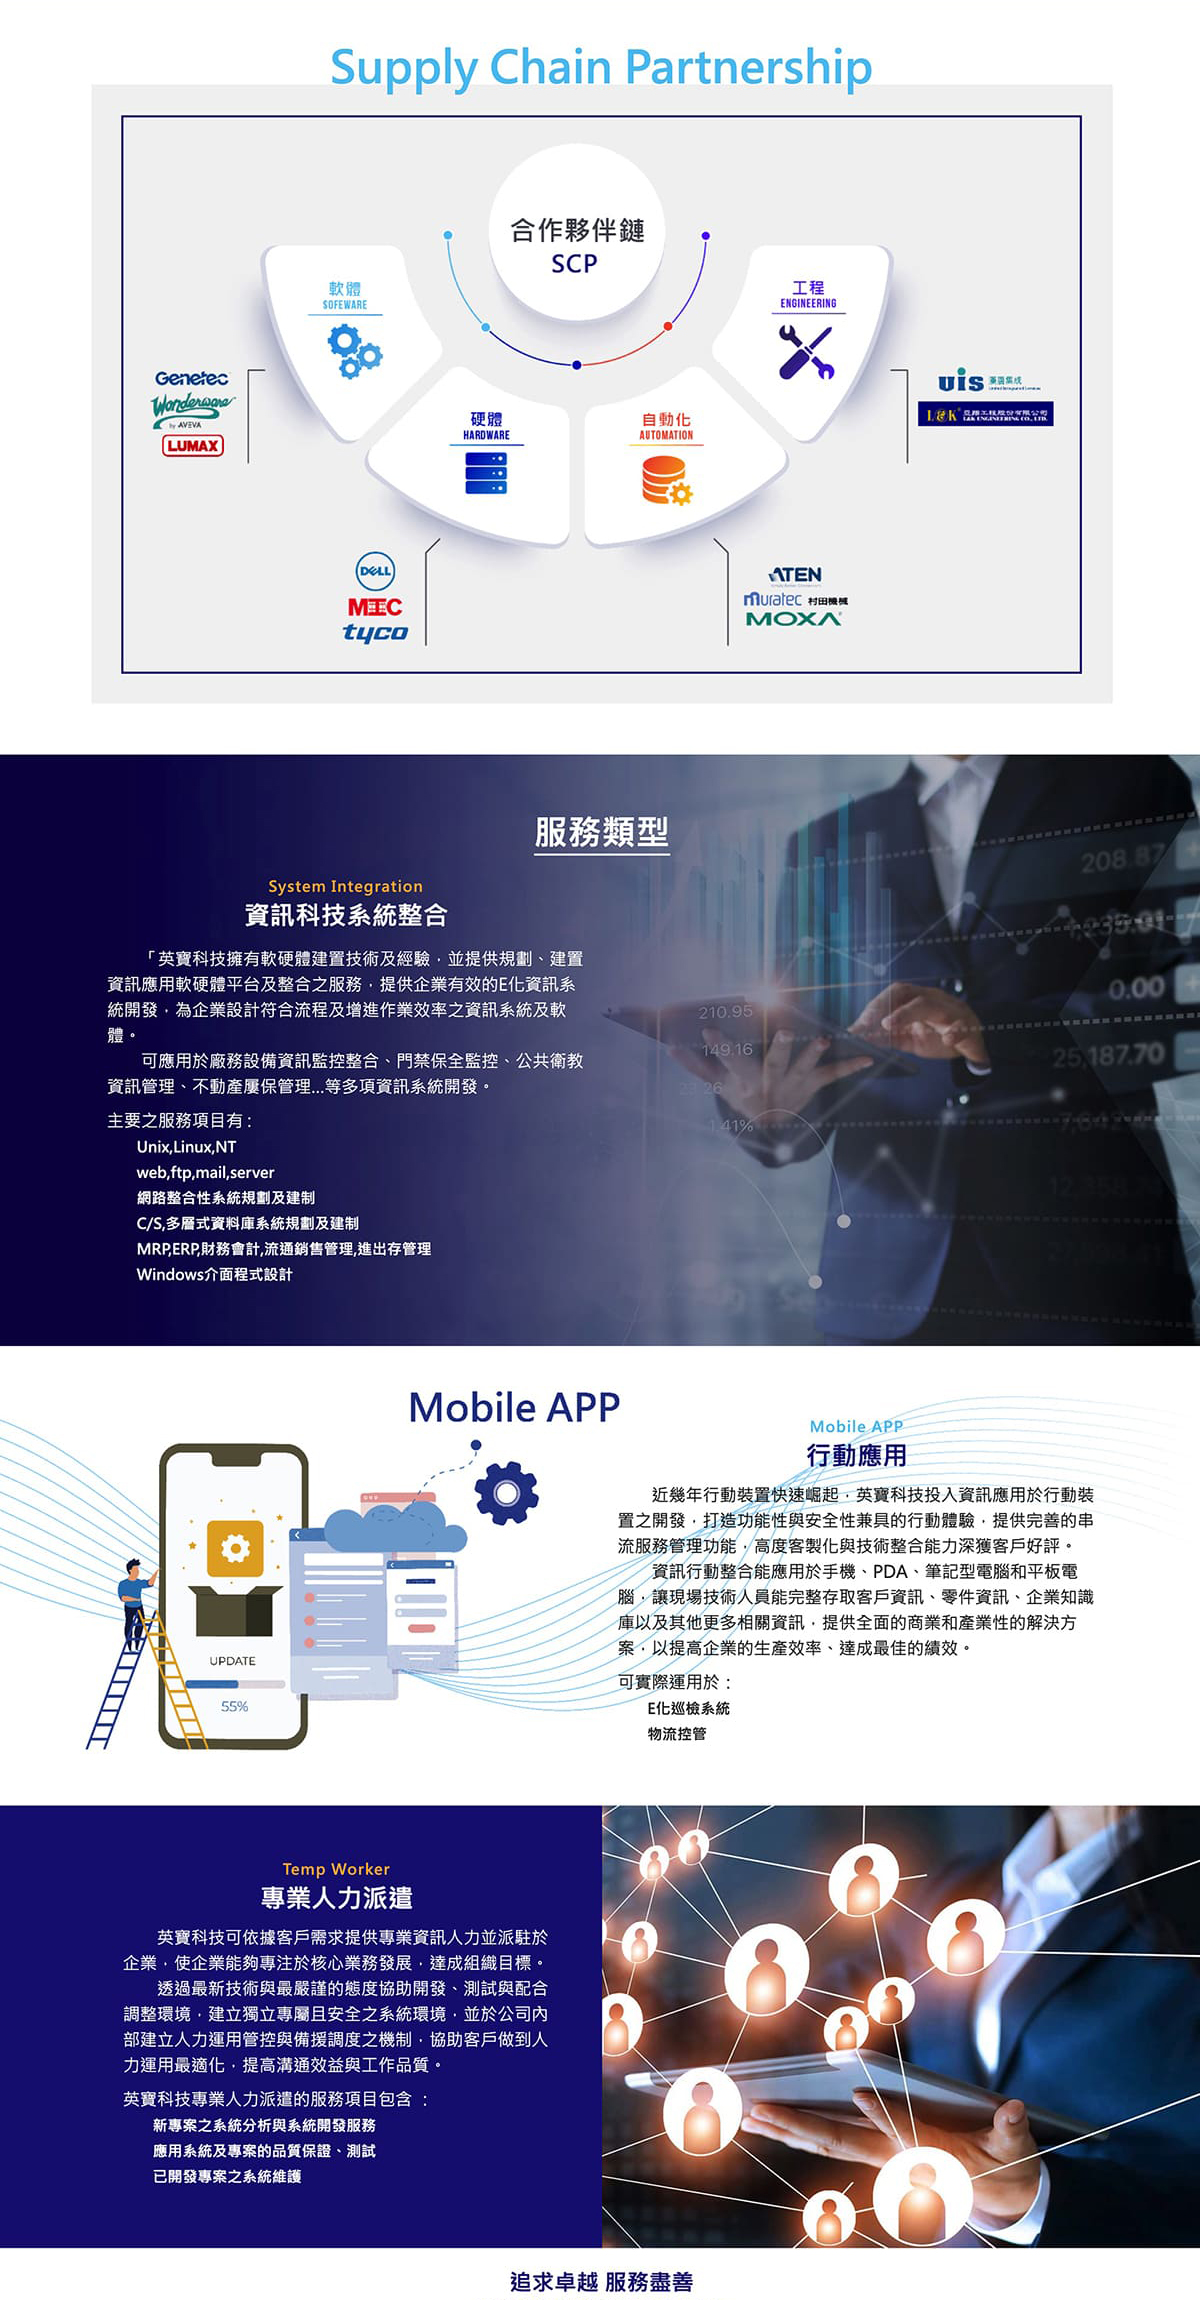 Supply Chain Partnership
合作夥伴鏈
SCP
軟體
SOFEWARE
工程
ENGINEERING
硬體
HARDWARE
自動化
AUTOMATION
Genetec
Wonderware
by AVEVA
LUMAX
uis 漢唐集成
L&K 亞翔工程股份有限公司
L&K ENGINEERING CO., LTD.
DELL
MIC
tyco
ATEN
muratec 村田機械
MOXA
服務類型
System Integration
資訊科技系統整合
「英寶科技擁有軟硬體建置技術及經驗，並提供規劃、建置
資訊應用軟硬體平台及整合之服務，提供企業有效的E化資訊系
統開發，為企業設計符合流程及增進作業效率之資訊系統及軟
體。
可應用於廠務設備資訊監控整合、門禁保全監控、公共衛教
資訊管理、不動產履保管理...等多項資訊系統開發。
主要之服務項目有:
Unix,Linux,NT
web,ftp,mail,server
網路整合性系統規劃及建制
C/S,多層式資料庫系統規劃及建制
MRP,ERP,財務會計,流通銷售管理,進出存管理
Windows介面程式設計
208.87
0.00
210.95
149.16
25,187.70
1.41%
Mobile APP
Mobile APP
行動應用
近幾年行動裝置快速崛起，英寶科技投入資訊應用於行動裝
置之開發，打造功能性與安全性兼具的行動體驗，提供完善的串
流服務管理功能，高度客製化與技術整合能力深獲客戶好評。
資訊行動整合能應用於手機、PDA、筆記型電腦和平板電
腦，讓現場技術人員能完整存取客戶資訊、零件資訊、企業知識
庫以及其他更多相關資訊，提供全面的商業和產業性的解決方
案，以提高企業的生產效率、達成最佳的績效。
可實際運用於：
E化巡檢系統
物流控管
UPDATE
55%
Temp Worker
專業人力派遣
英寶科技可依據客戶需求提供專業資訊人力並派駐於
企業，使企業能夠專注於核心業務發展，達成組織目標。
透過最新技術與最嚴謹的態度協助開發、測試與配合
調整環境，建立獨立專屬且安全之系統環境，並於公司內
部建立人力運用管控與備援調度之機制，協助客戶做到人
力運用最適化，提高溝通效益與工作品質。
英寶科技專業人力派遣的服務項目包含 ：
新專案之系統分析與系統開發服務
應用系統及專案的品質保證、測試
已開發專案之系統維護
追求卓越 服務盡善